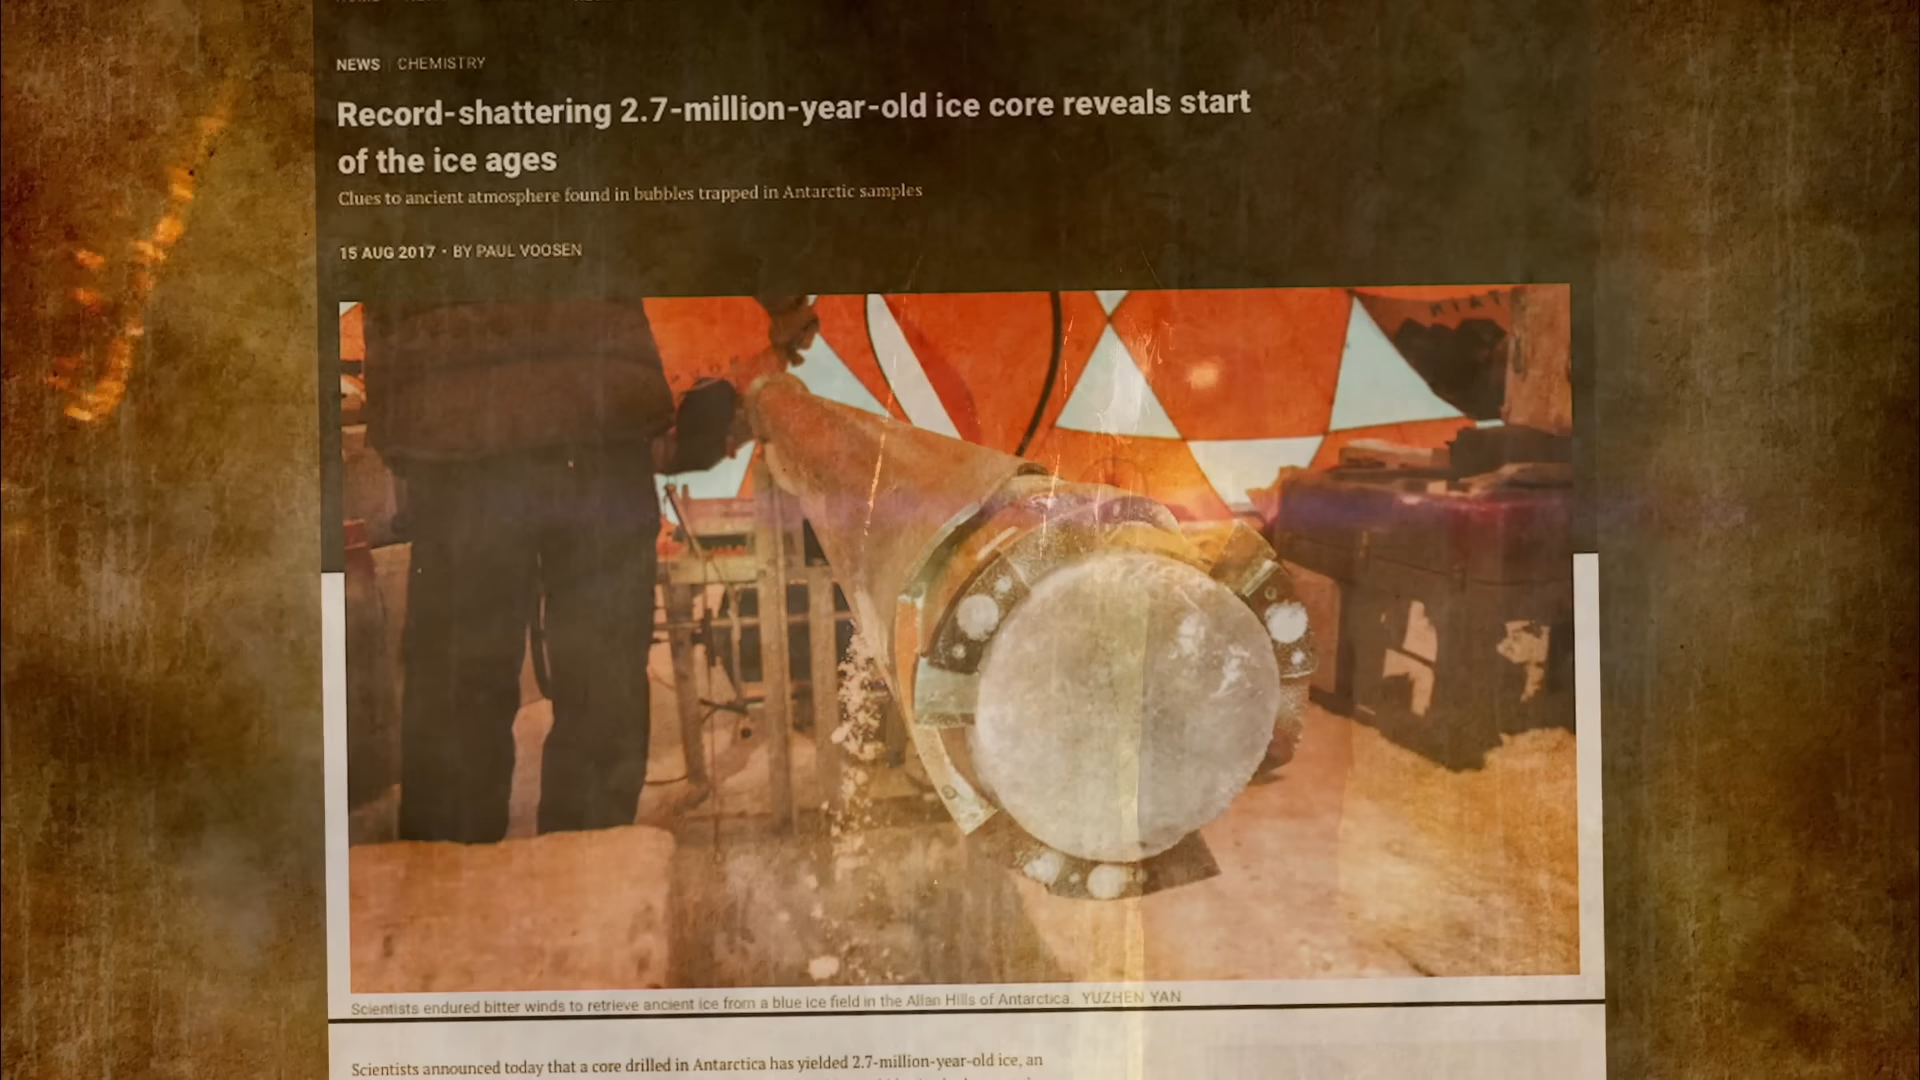 NEWS CHEMISTRY
Record-shattering 2.7-million-year-old ice core reveals start
of the ice ages
Clues to ancient atmosphere found in bubbles trapped in Antarctic samples
15 AUG 2017 • BY PAUL VOOSEN
Scientists endured bitter winds to retrieve ancient ice from a blue ice field in the Allan Hills of Antarctica. YUZHEN YAN
Scientists announced today that a core drilled in Antarctica has yielded 2.7-million-year-old ice, an